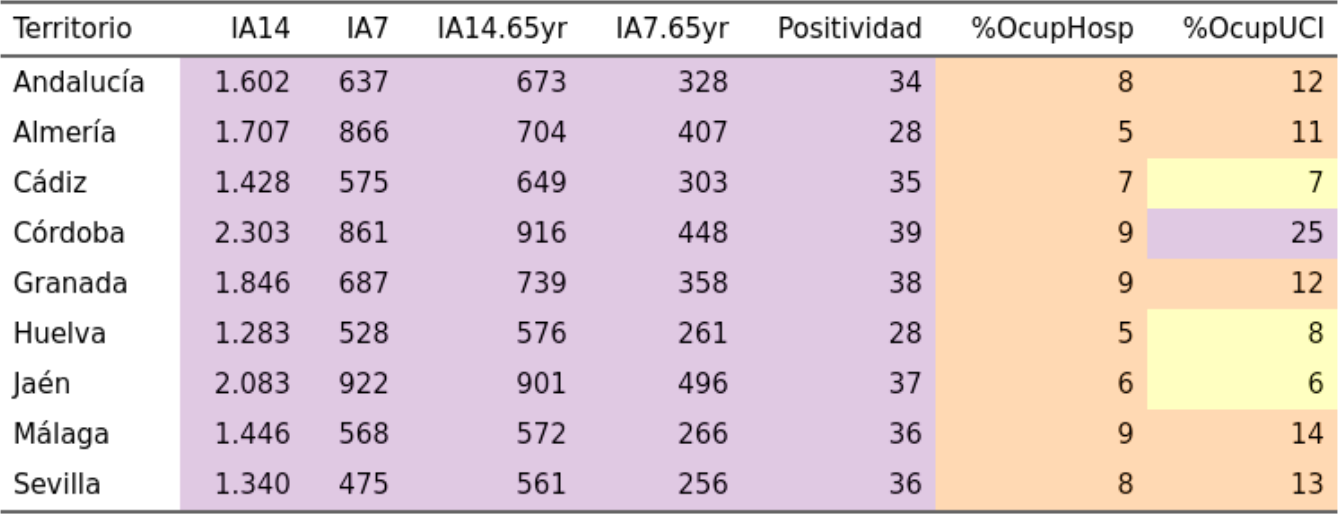 Territorio IA14 IA7 IA14.65yr IA7.65yr Positividad %OcupHosp %OcupUCI
Andalucía 1.602 637 673 328 34 8 12
Almería 1.707 866 704 407 28 5 11
Cádiz 1.428 575 649 303 35 7 7
Córdoba 2.303 861 916 448 39 9 25
Granada 1.846 687 739 358 38 9 12
Huelva 1.283 528 576 261 28 5 8
Jaén 2.083 922 901 496 37 6 6
Málaga 1.446 568 572 266 36 9 14
Sevilla 1.340 475 561 256 36 8 13